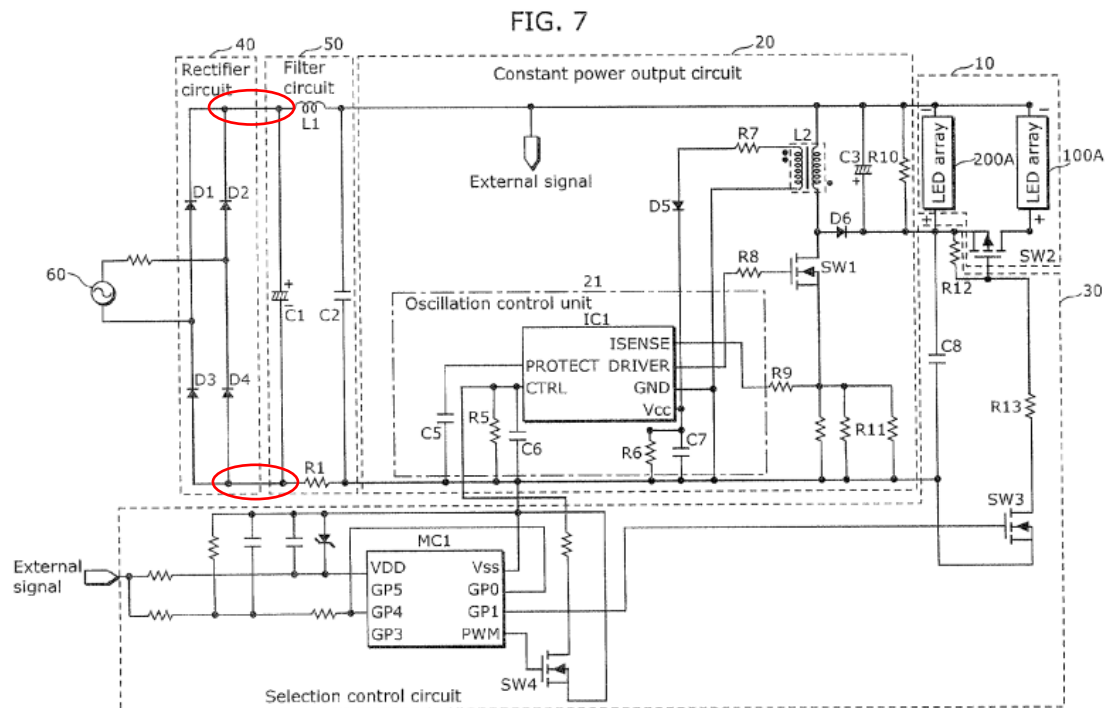 FIG. 7
40
50
20
10
Rectifier
circuit
Filter
circuit
Constant power output circuit
L1
External signal
R7
L2
C3
R10
LED array
200A
LED array
100A
D1
D2
D5
D6
+
-
-
+
±
SW2
60
+
C1
C2
R8
SW1
R12
30
21
Oscillation control unit
IC1
ISENSE
PROTECT
DRIVER
CTRL
GND
Vcc
R9
C8
D3
D4
C5
R5
C6
R6
C7
R11
R13
R1
SW3
MC1
External
signal
VDD
Vss
GP5
GP0
GP4
GP1
GP3
PWM
SW4
Selection control circuit